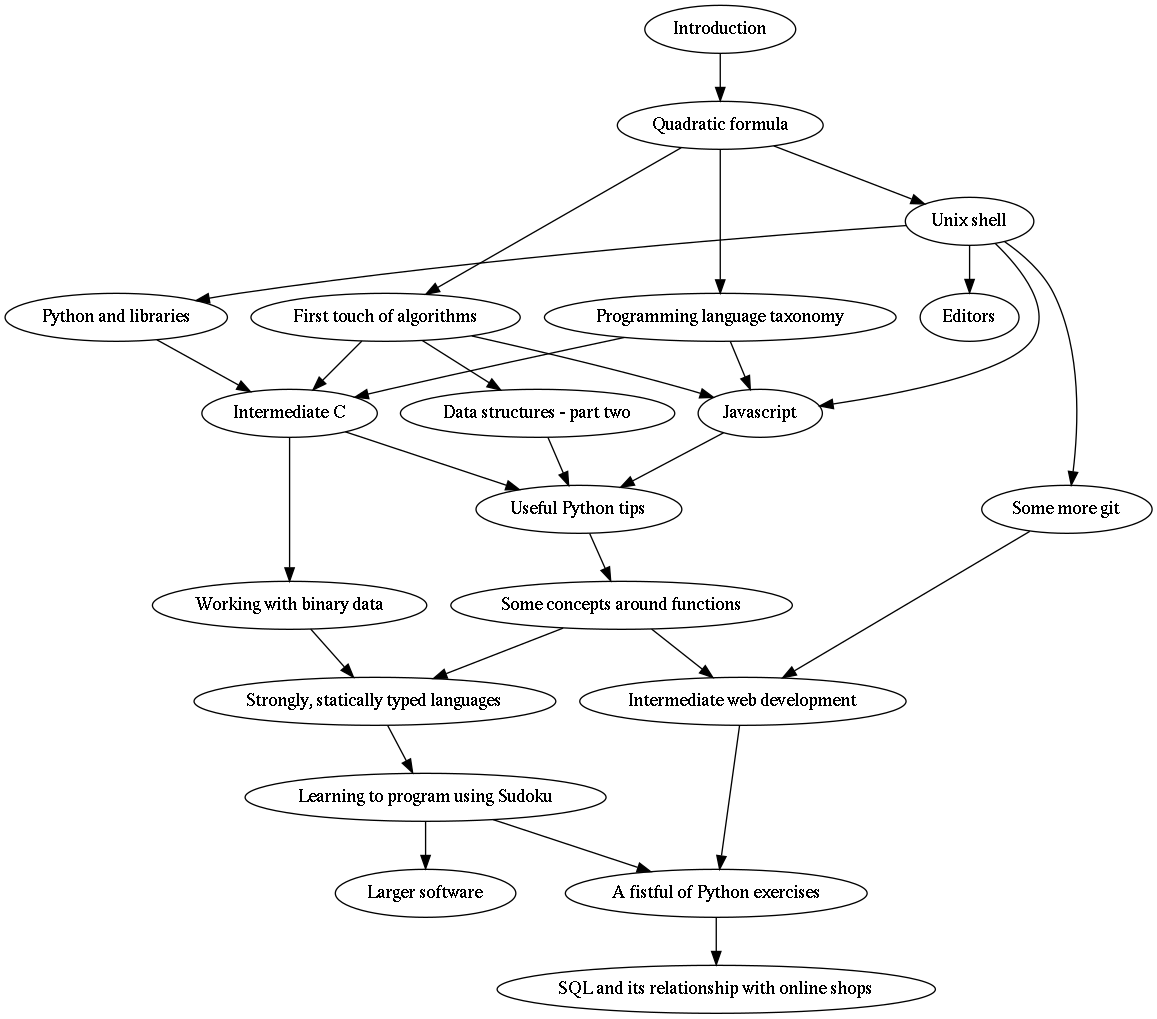 Introduction
Quadratic formula
Unix shell
Python and libraries
First touch of algorithms
Programming language taxonomy
Editors
Intermediate C
Data structures - part two
Javascript
Useful Python tips
Some more git
Working with binary data
Some concepts around functions
Strongly, statically typed languages
Intermediate web development
Learning to program using Sudoku
Larger software
A fistful of Python exercises
SQL and its relationship with online shops